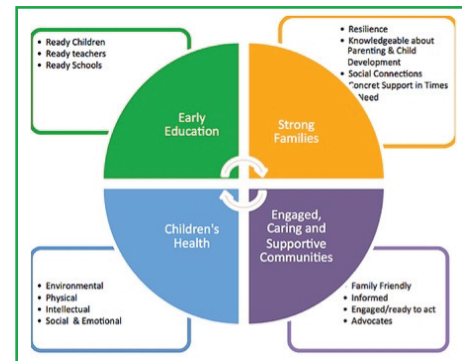 • Ready Children
• Ready teachers
• Ready Schools
• Resilience
• Knowledgeable about
Parenting & Child
Development
• Social Connections
Concret Support in Times
Need
Early
Education
Strong
Families
Children's
Health
Engaged,
Caring and
Supportive
Communities
• Environmental
• Physical
• Intellectual
• Social & Emotional
Family Friendly
• Informed
• Engaged/ready to act
• Advocates